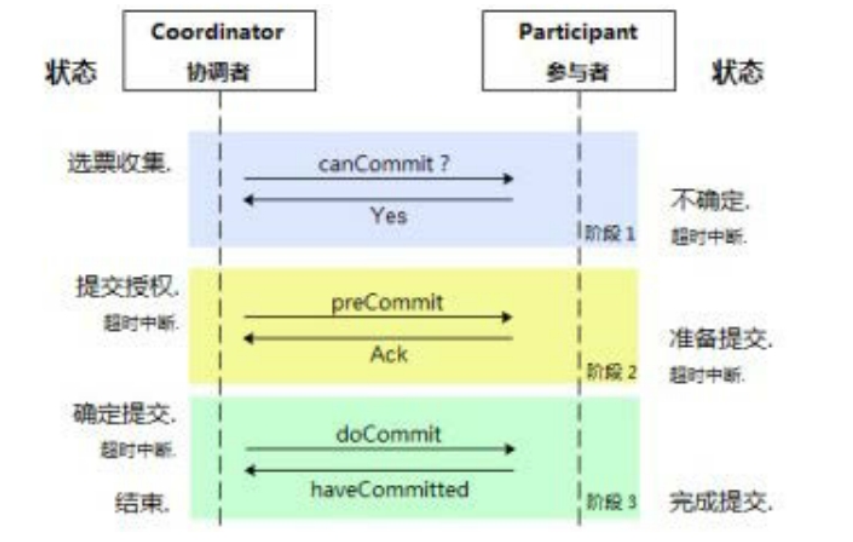 Coordinator
协调者
Participant
参与者
状态
状态
选票收集.
canCommit ?
Yes
阶段 1
不确定.
超时中断.
提交授权.
超时中断.
preCommit
Ack
阶段 2
准备提交.
超时中断.
确定提交.
超时中断.
doCommit
haveCommitted
结束.
阶段 3
完成提交.